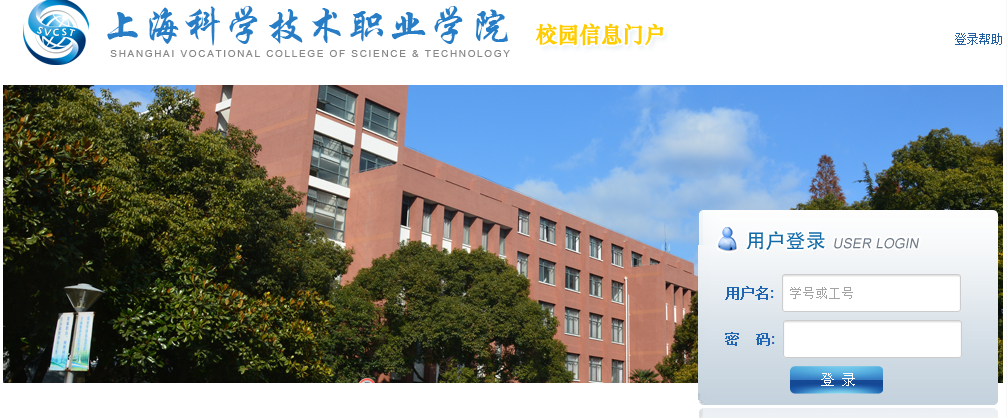 SVCST
上海科学技术职业学院
SHANGHAI VOCATIONAL COLLEGE OF SCIENCE & TECHNOLOGY
校园信息门户
登录帮助
用户登录 USER LOGIN
用户名: 学号或工号
密 码:
登 录